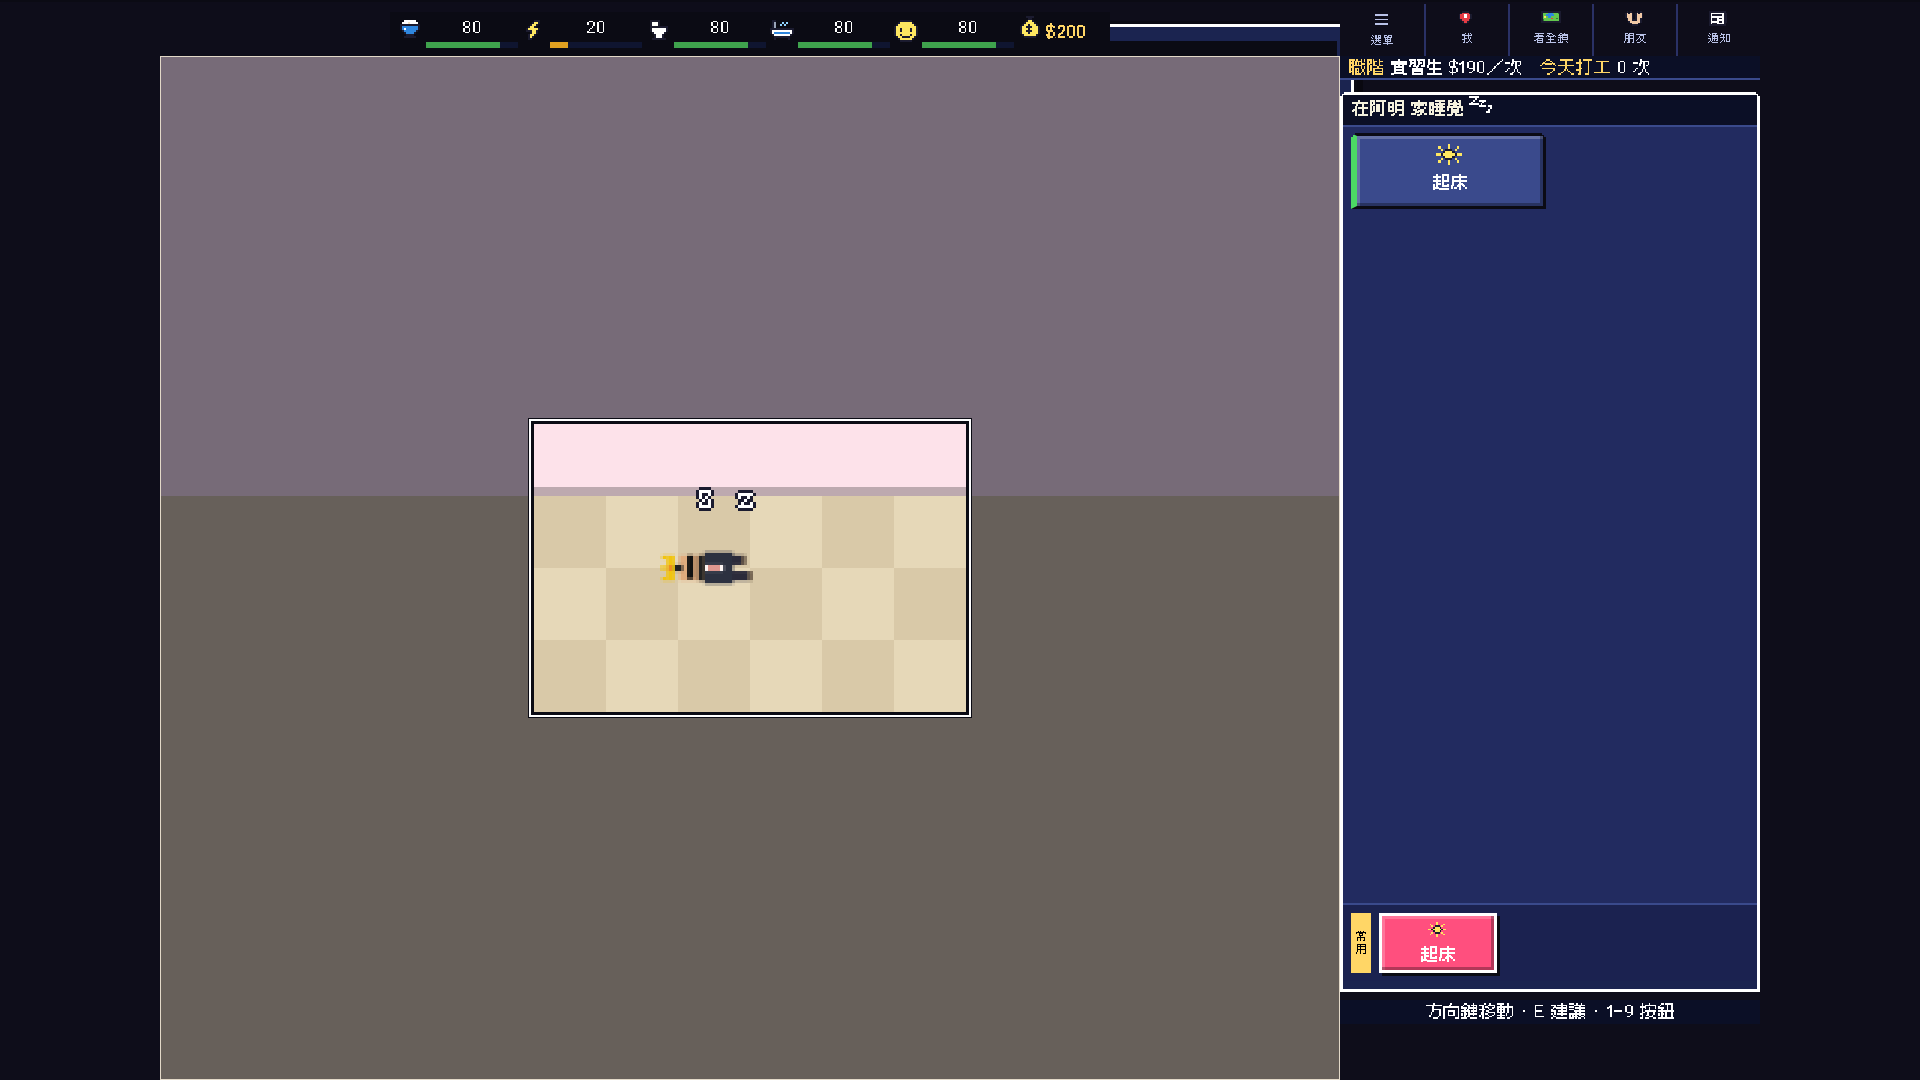 80
20
80
80
80
$200
選單
我
看全鎮
朋友
通知
職階 實習生 $190／次 今天打工 0 次
在阿明 家睡覺 ZZZ
起床
常用
起床
方向鍵移動 · E 建議 · 1-9 按鈕